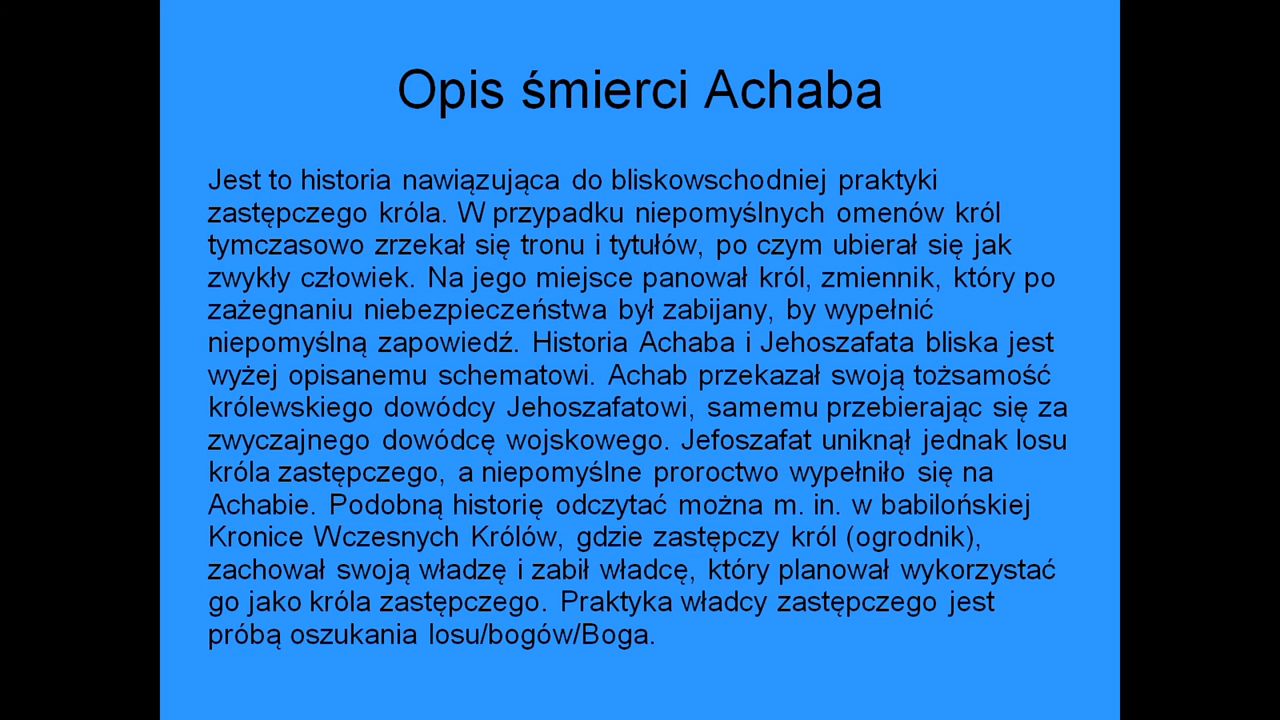 Opis śmierci Achaba
Jest to historia nawiązująca do bliskowschodniej praktyki
zastępczego króla. W przypadku niepomyślnych omenów król
tymczasowo zrzekał się tronu i tytułów, po czym ubierał się jak
zwykły człowiek. Na jego miejsce panował król, zmiennik, który po
zażegnaniu niebezpieczeństwa był zabijany, by wypełnić
niepomyślną zapowiedź. Historia Achaba i Jehoszafata bliska jest
wyżej opisanemu schematowi. Achab przekazał swoją tożsamość
królewskiego dowódcy Jehoszafatowi, samemu przebierając się za
zwyczajnego dowódcę wojskowego. Jefoszafat uniknął jednak losu
króla zastępczego, a niepomyślne proroctwo wypełniło się na
Achabie. Podobną historię odczytać można m. in. w babilońskiej
Kronice Wczesnych Królów, gdzie zastępczy król (ogrodnik),
zachował swoją władzę i zabił władcę, który planował wykorzystać
go jako króla zastępczego. Praktyka władcy zastępczego jest
próbą oszukania losu/bogów/Boga.